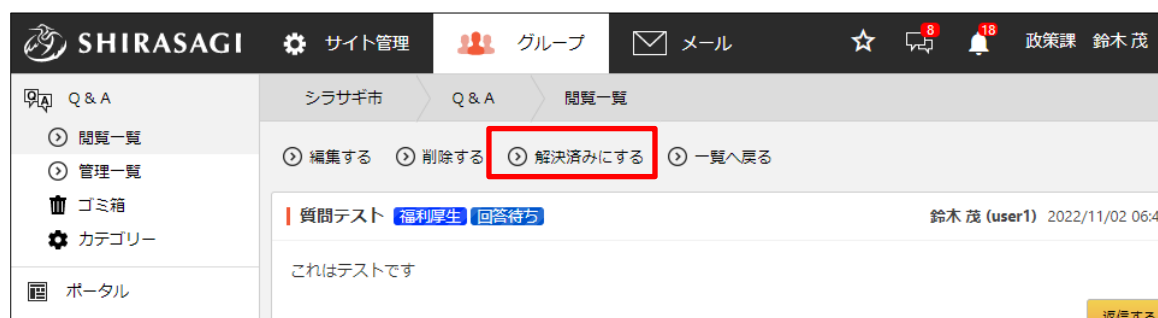 SHIRASAGI サイト管理 グループ メール 8 18 政策課 鈴木 茂
Q&A シラサギ市 Q&A 閲覧一覧
閲覧一覧
編集する 削除する 解決済みにする 一覧へ戻る
管理一覧
ゴミ箱
質問テスト 福利厚生 回答待ち 鈴木 茂 (user1) 2022/11/02 06:4
カテゴリー
これはテストです
ポータル
返信する